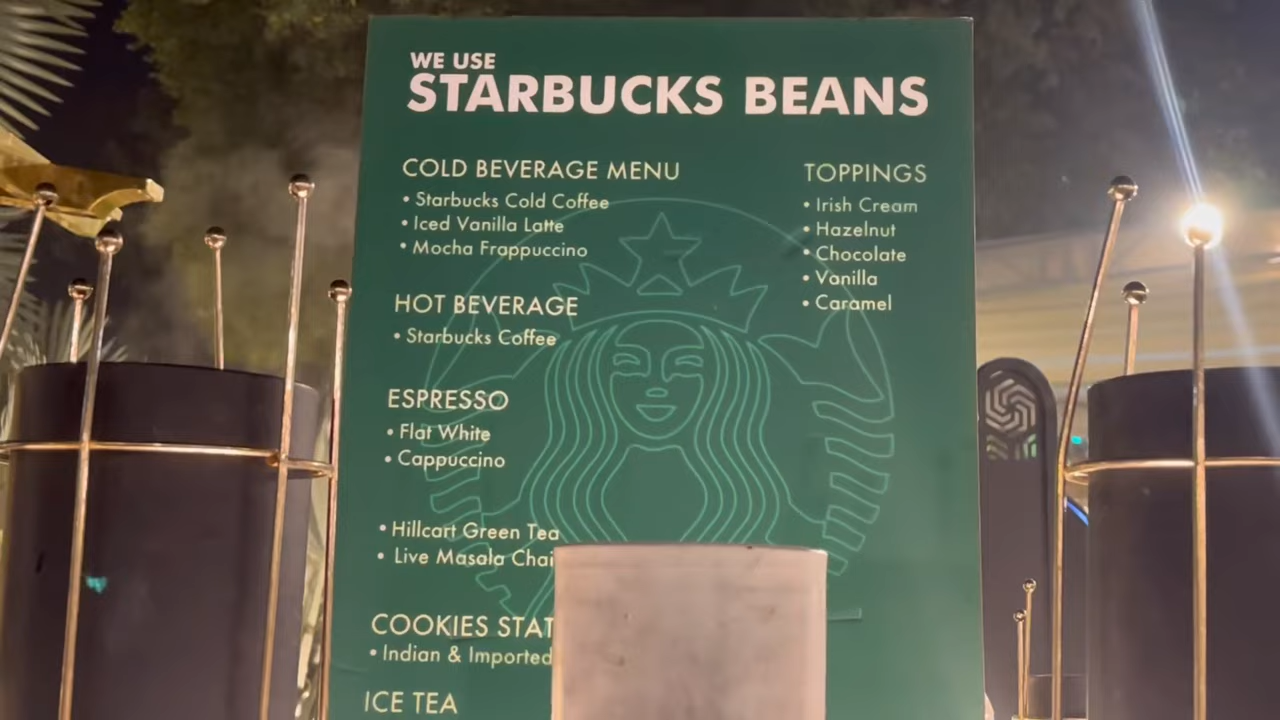 WE USE
STARBUCKS BEANS
COLD BEVERAGE MENU
• Starbucks Cold Coffee
• Iced Vanilla Latte
• Mocha Frappuccino
HOT BEVERAGE
• Starbucks Coffee
ESPRESSO
• Flat White
• Cappuccino
• Hillcart Green Tea
• Live Masala Chai
COOKIES STAT
• Indian & Imported
ICE TEA
TOPPINGS
• Irish Cream
• Hazelnut
• Chocolate
• Vanilla
• Caramel